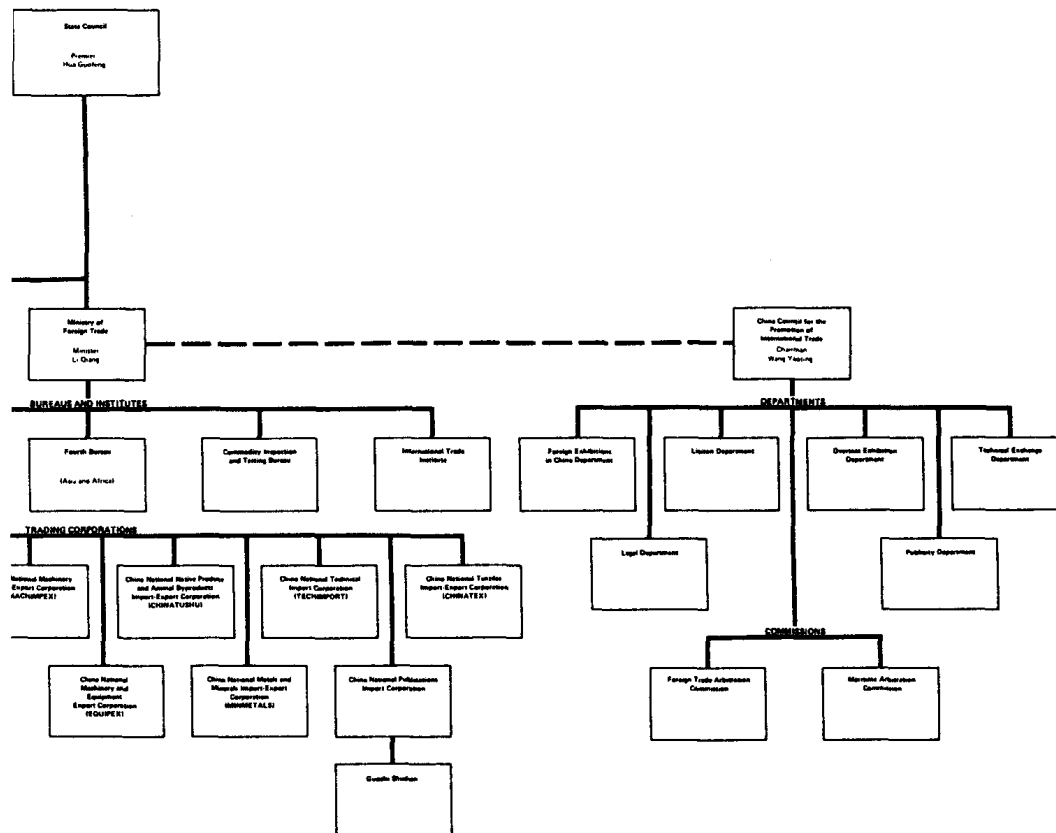 State Council
Premier
Hua Guofeng
Ministry of
Foreign Trade
Minister
Li Qiang
China Council for the
Promotion of
International Trade
Chairman
Wang Yaoting
BUREAUS AND INSTITUTES
DEPARTMENTS
Fourth Bureau
(Asia and Africa)
Commodity Inspection
and Testing Bureau
International Trade
Institute
Foreign Exhibitions
in China Department
Liaison Department
Overseas Exhibition
Department
Technical Exchange
Department
Legal Department
Publicity Department
TRADING CORPORATIONS
National Machinery
-Export Corporation
MACHIMPEX)
China National Native Produce
and Animal Byproducts
Import-Export Corporation
(CHINATUSHU)
China National Technical
Import Corporation
(TECHIMPORT)
China National Textiles
Import-Export Corporation
(CHINATEX)
China National
Machinery and
Equipment
Export Corporation
(EQUIPEX)
China National Metals and
Minerals Import-Export
Corporation
(MINMETALS)
China National Publications
Import Corporation
Guozhi Shudian
COMMISSIONS
Foreign Trade Arbitration
Commission
Maritime Arbitration
Commission